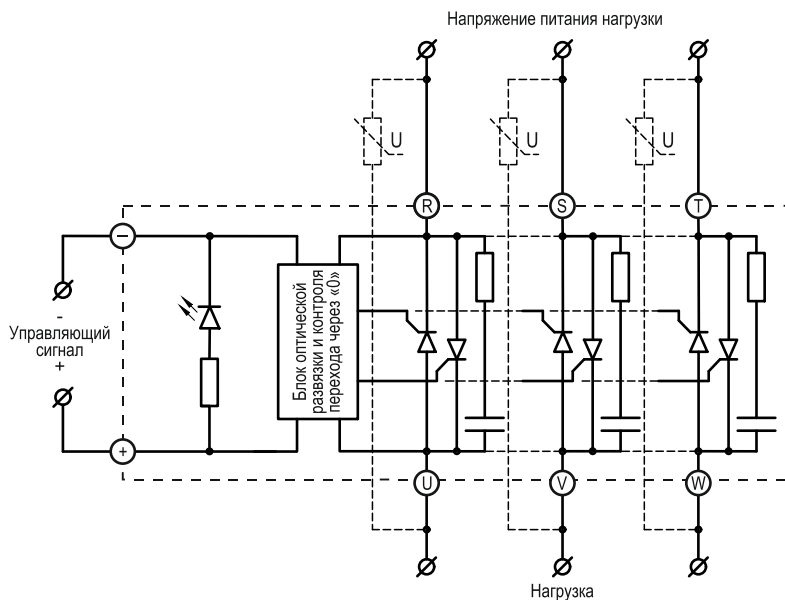 Напряжение питания нагрузки
U
U
U
R
S
T
−
-
Управляющий
сигнал
+
+
Блок оптической
развязки и контроля
перехода через «0»
U
V
W
Нагрузка